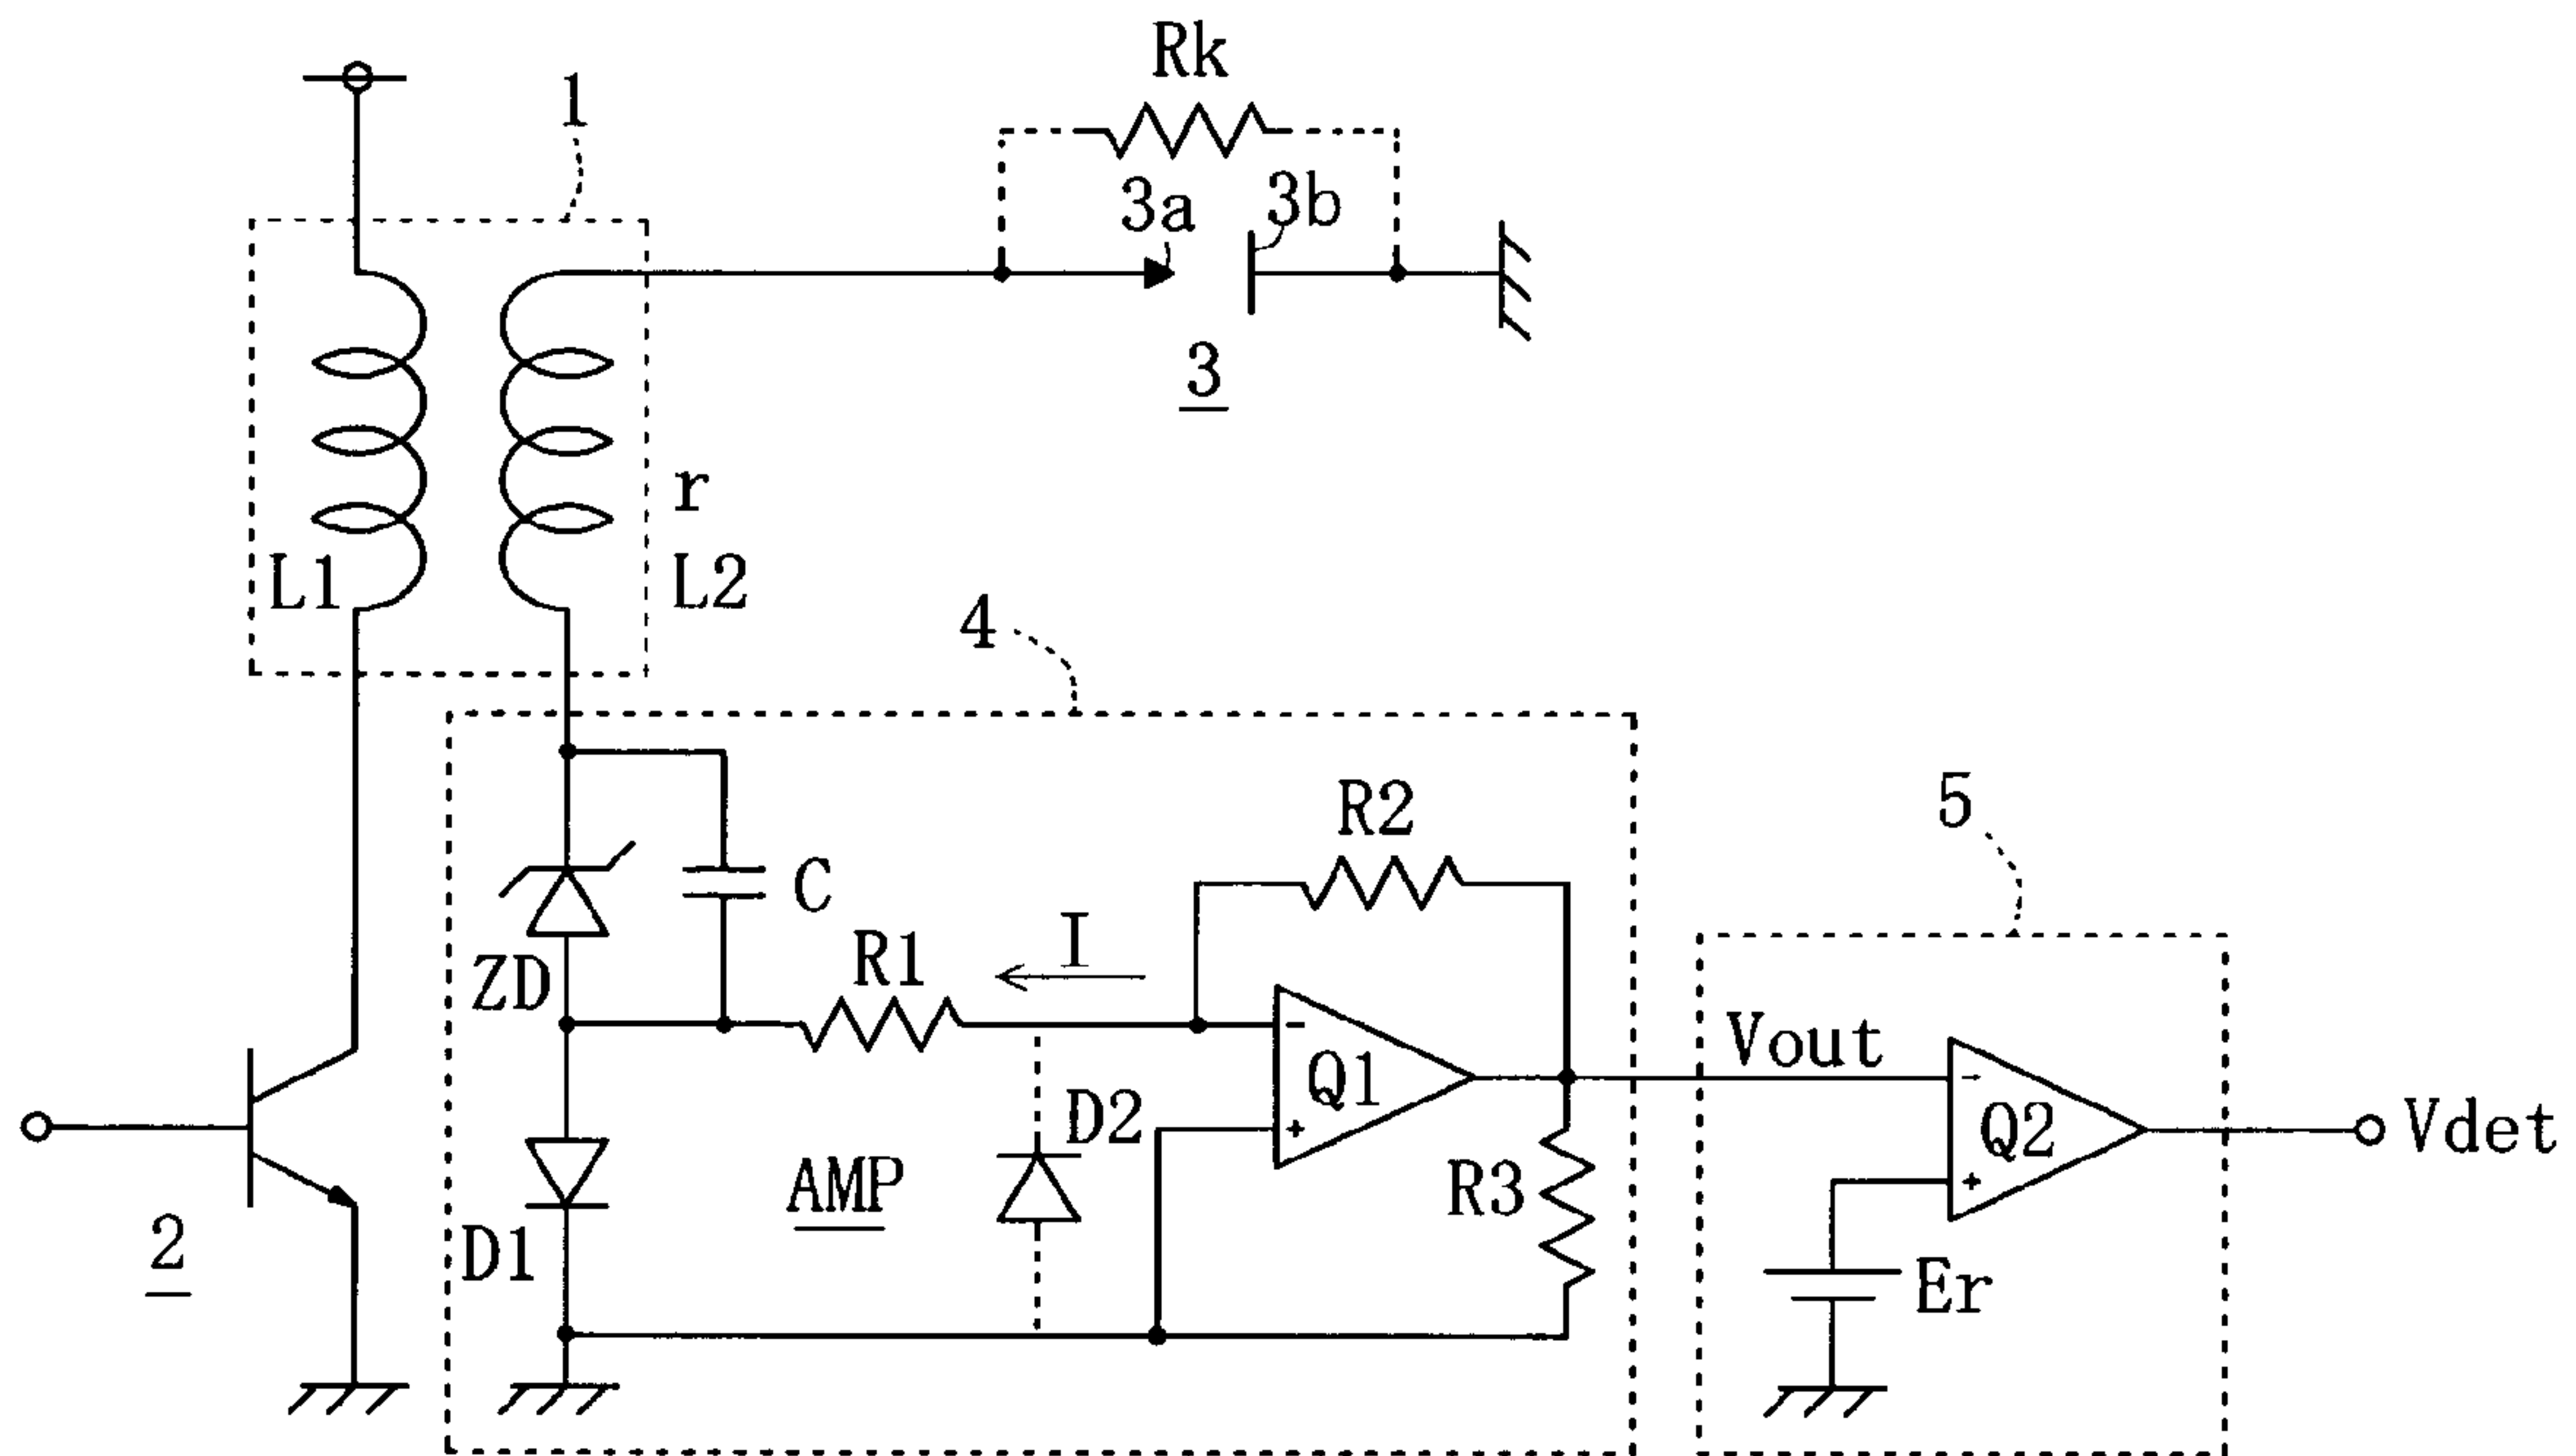 Rk
1
3a
3b
3
r
L1
L2
4
5
R2
C
I
R1
ZD
Vout
-
-
Q1
D2
Q2
Vdet
+
+
AMP
R3
2
D1
Er